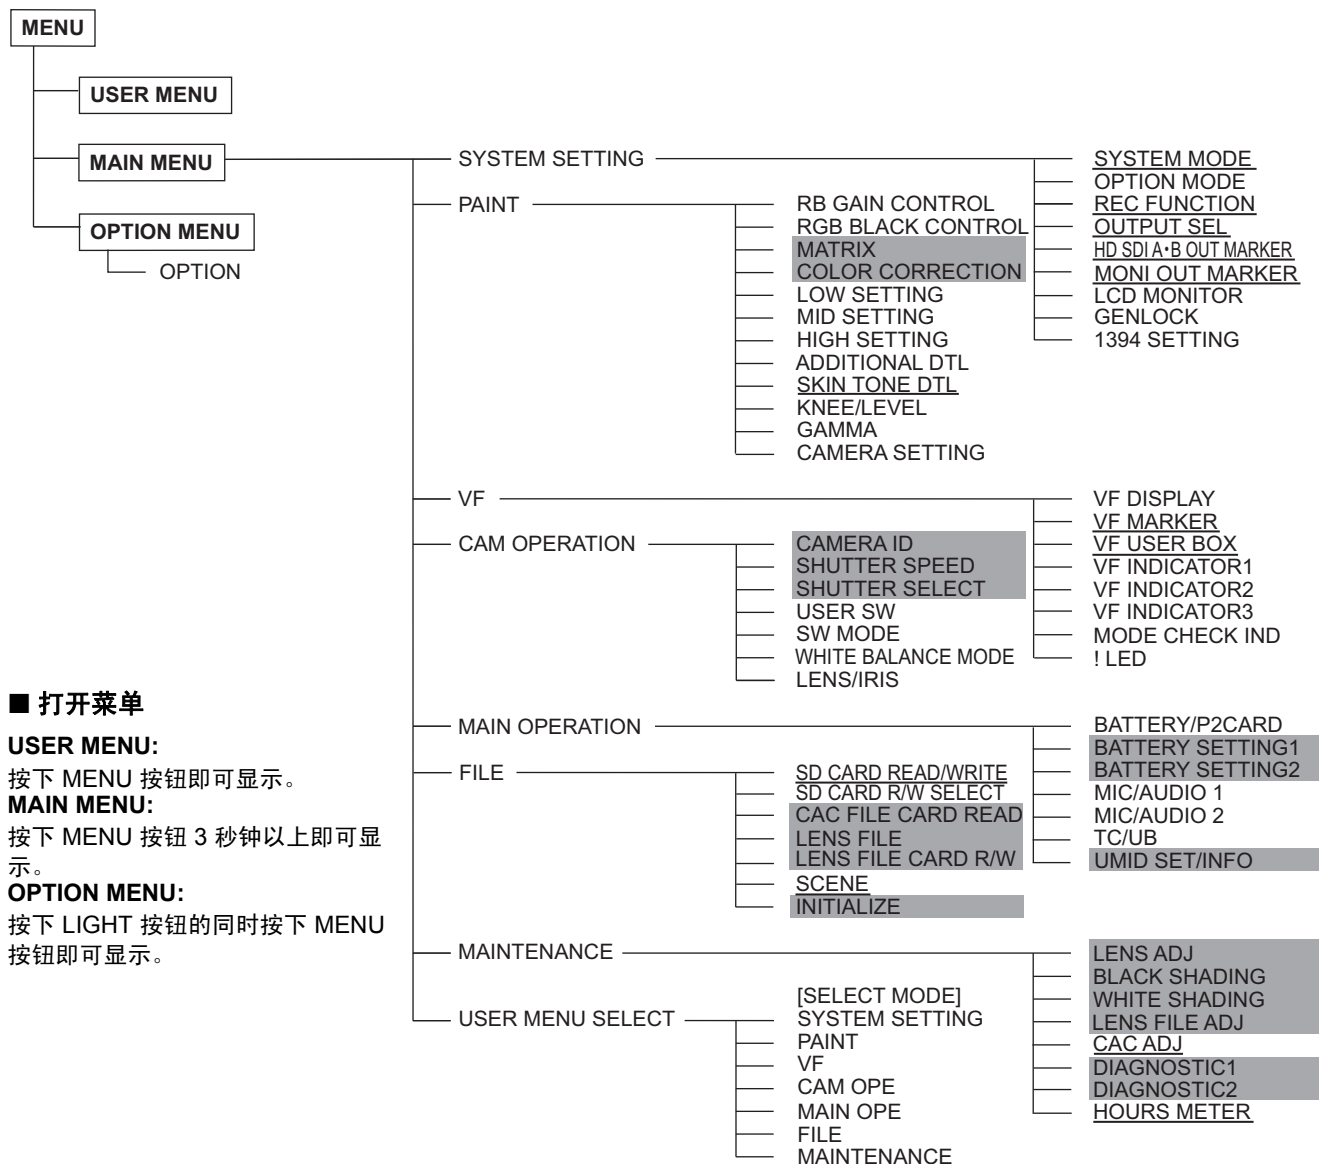 MENU
USER MENU
MAIN MENU
OPTION MENU
OPTION
SYSTEM SETTING
SYSTEM MODE
OPTION MODE
REC FUNCTION
OUTPUT SEL
HD SDI A•B OUT MARKER
MONI OUT MARKER
LCD MONITOR
GENLOCK
1394 SETTING
PAINT
RB GAIN CONTROL
RGB BLACK CONTROL
MATRIX
COLOR CORRECTION
LOW SETTING
MID SETTING
HIGH SETTING
ADDITIONAL DTL
SKIN TONE DTL
KNEE/LEVEL
GAMMA
CAMERA SETTING
VF
VF DISPLAY
VF MARKER
VF USER BOX
VF INDICATOR1
VF INDICATOR2
VF INDICATOR3
MODE CHECK IND
! LED
CAM OPERATION
CAMERA ID
SHUTTER SPEED
SHUTTER SELECT
USER SW
SW MODE
WHITE BALANCE MODE
LENS/IRIS
MAIN OPERATION
BATTERY/P2CARD
BATTERY SETTING1
BATTERY SETTING2
MIC/AUDIO 1
MIC/AUDIO 2
TC/UB
UMID SET/INFO
FILE
SD CARD READ/WRITE
SD CARD R/W SELECT
CAC FILE CARD READ
LENS FILE
LENS FILE CARD R/W
SCENE
INITIALIZE
MAINTENANCE
LENS ADJ
BLACK SHADING
WHITE SHADING
LENS FILE ADJ
CAC ADJ
DIAGNOSTIC1
DIAGNOSTIC2
HOURS METER
USER MENU SELECT
[SELECT MODE]
SYSTEM SETTING
PAINT
VF
CAM OPE
MAIN OPE
FILE
MAINTENANCE
■ 打开菜单
USER MENU:
按下 MENU 按钮即可显示。
MAIN MENU:
按下 MENU 按钮 3 秒钟以上即可显
示。
OPTION MENU:
按下 LIGHT 按钮的同时按下 MENU
按钮即可显示。